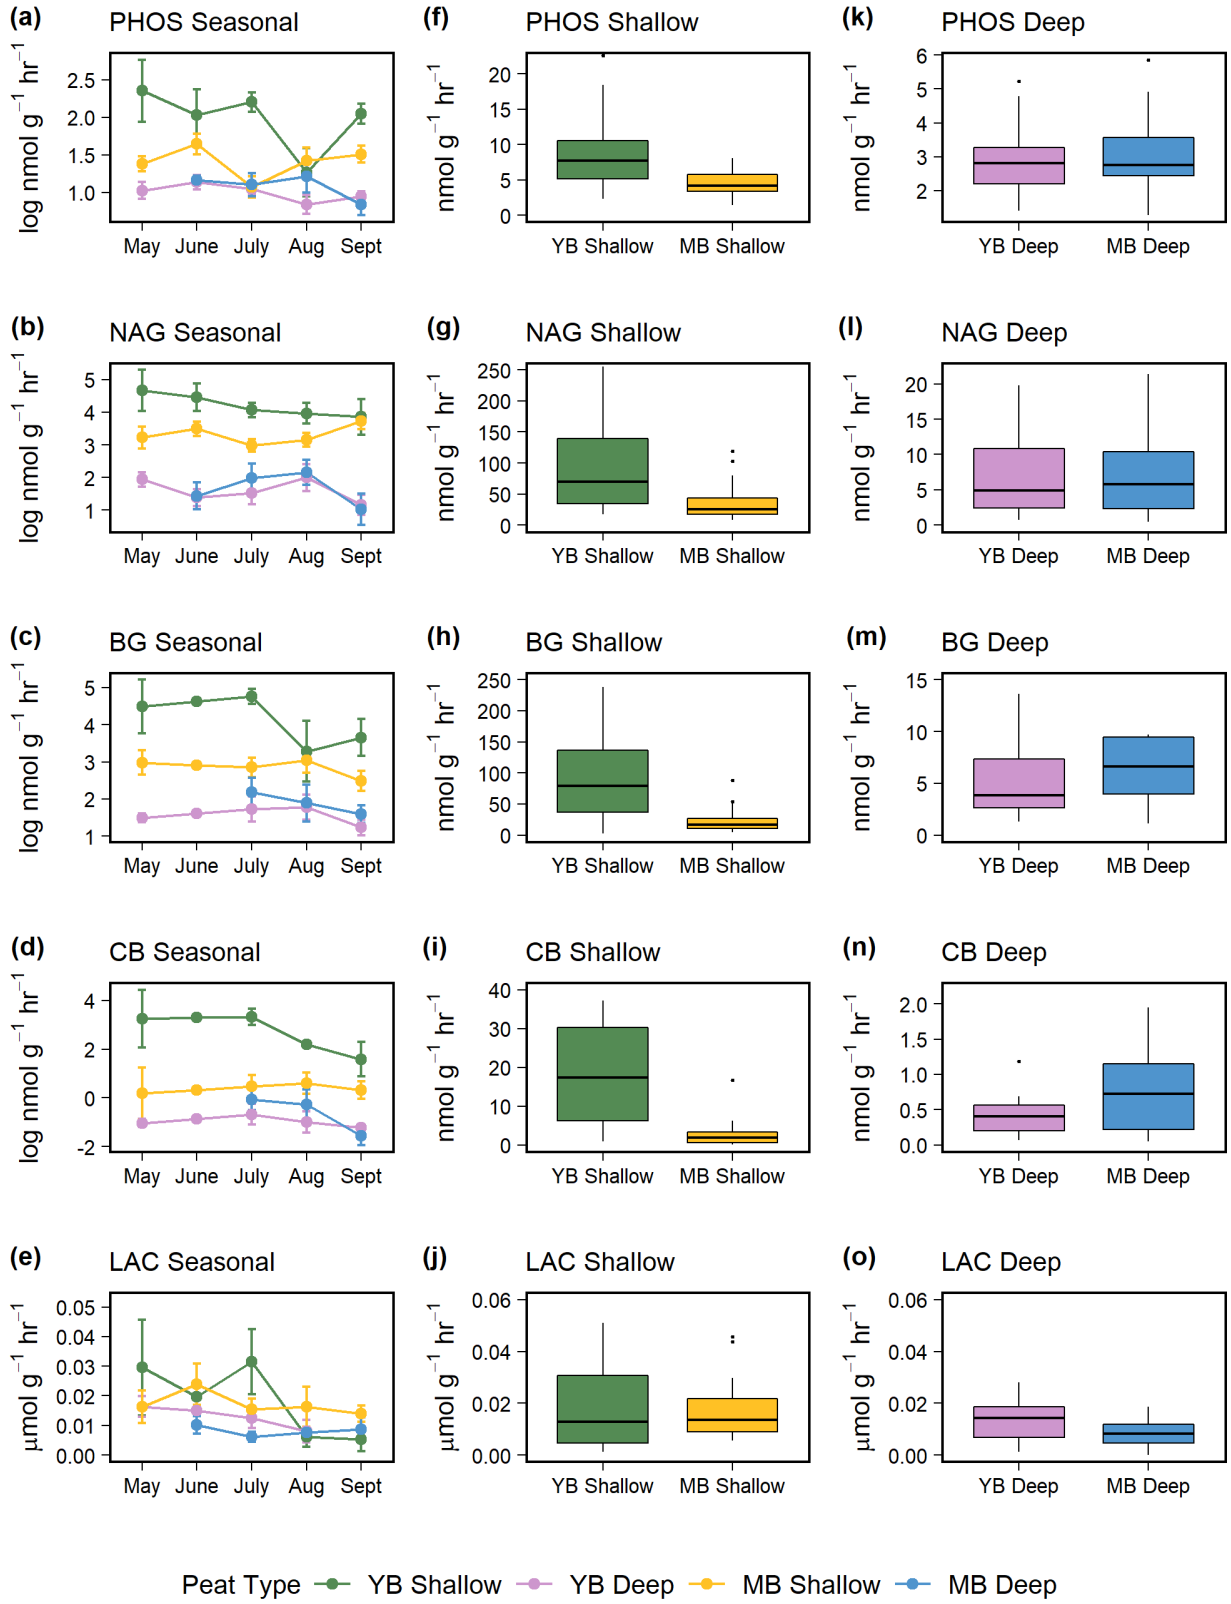 (a) PHOS Seasonal
log nmol g⁻¹ hr⁻¹
2.5
2.0
1.5
1.0
May June July Aug Sept
(f) PHOS Shallow
nmol g⁻¹ hr⁻¹
20
15
10
5
0
YB Shallow MB Shallow
(k) PHOS Deep
nmol g⁻¹ hr⁻¹
6
5
4
3
2
YB Deep MB Deep
(b) NAG Seasonal
log nmol g⁻¹ hr⁻¹
5
4
3
2
1
May June July Aug Sept
(g) NAG Shallow
nmol g⁻¹ hr⁻¹
250
200
150
100
50
0
YB Shallow MB Shallow
(l) NAG Deep
nmol g⁻¹ hr⁻¹
20
15
10
5
0
YB Deep MB Deep
(c) BG Seasonal
log nmol g⁻¹ hr⁻¹
5
4
3
2
1
May June July Aug Sept
(h) BG Shallow
nmol g⁻¹ hr⁻¹
250
200
150
100
50
0
YB Shallow MB Shallow
(m) BG Deep
nmol g⁻¹ hr⁻¹
15
10
5
0
YB Deep MB Deep
(d) CB Seasonal
log nmol g⁻¹ hr⁻¹
4
2
0
-2
May June July Aug Sept
(i) CB Shallow
nmol g⁻¹ hr⁻¹
40
30
20
10
0
YB Shallow MB Shallow
(n) CB Deep
nmol g⁻¹ hr⁻¹
2.0
1.5
1.0
0.5
0.0
YB Deep MB Deep
(e) LAC Seasonal
μmol g⁻¹ hr⁻¹
0.05
0.04
0.03
0.02
0.01
0.00
May June July Aug Sept
(j) LAC Shallow
μmol g⁻¹ hr⁻¹
0.06
0.04
0.02
0.00
YB Shallow MB Shallow
(o) LAC Deep
μmol g⁻¹ hr⁻¹
0.06
0.04
0.02
0.00
YB Deep MB Deep
Peat Type YB Shallow YB Deep MB Shallow MB Deep